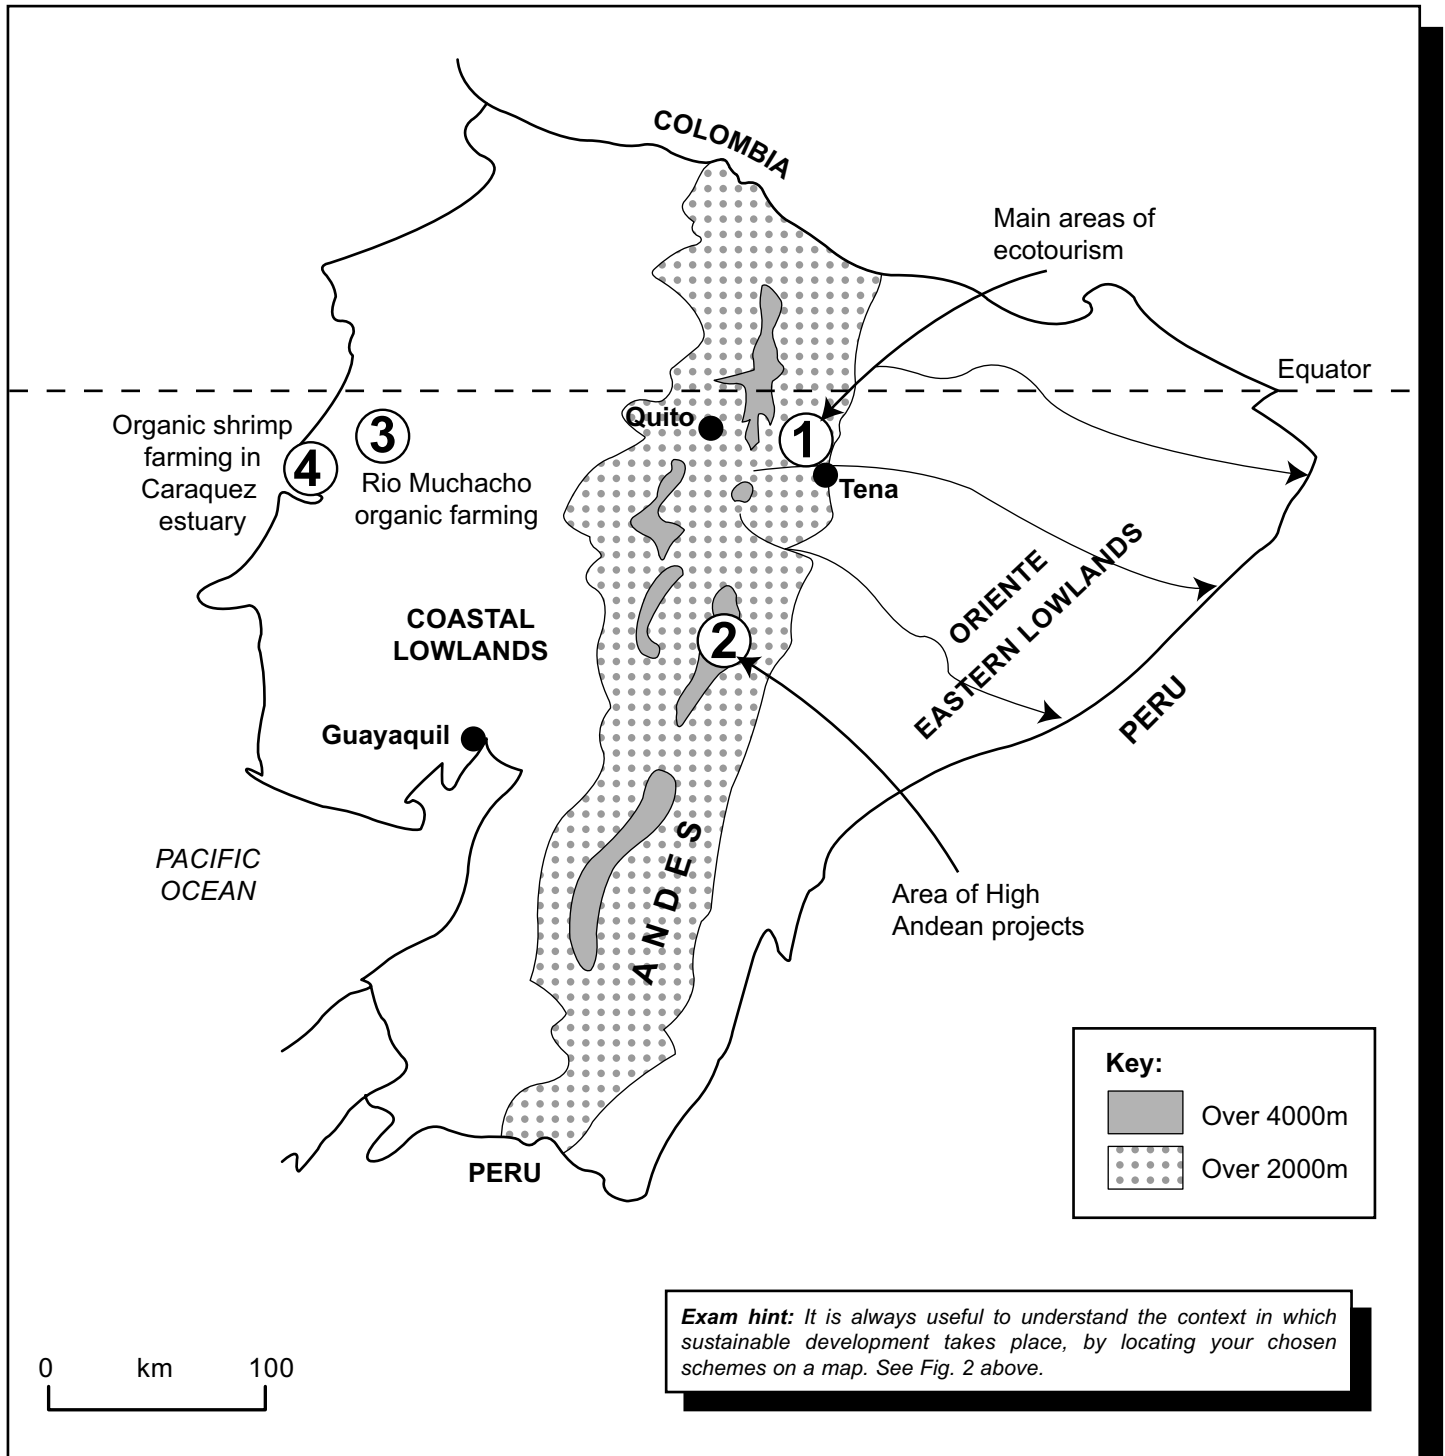 COLOMBIA
Main areas of
ecotourism
Equator
Organic shrimp
farming in
Caraquez
estuary
4
3
Rio Muchacho
organic farming
Quito
1
Tena
ORIENTE
EASTERN LOWLANDS
COASTAL
LOWLANDS
2
PERU
Guayaquil
ANDES
PACIFIC
OCEAN
Area of High
Andean projects
Key:
Over 4000m
Over 2000m
PERU
Exam hint: It is always useful to understand the context in which
sustainable development takes place, by locating your chosen
schemes on a map. See Fig. 2 above.
0 km 100